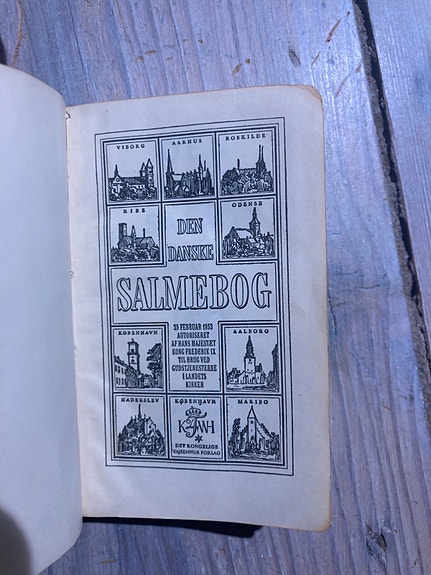 VIBORG
AARHUS
ROSKILDE
RIBE
DEN
DANSKE
ODENSE
SALMEBOG
KØBENHAVN
25 FEBRUAR 1953
AUTORISERET
AF HANS MAJESTÆT
KONG FREDERIK IX
TIL BRUG VED
GUDSTJENESTERNE
I LANDETS
KIRKER
AALBORG
HADERSLEV
KØBENHAVN
DET KONGELIGE
VAJSENHUS FORLAG
MARIBO